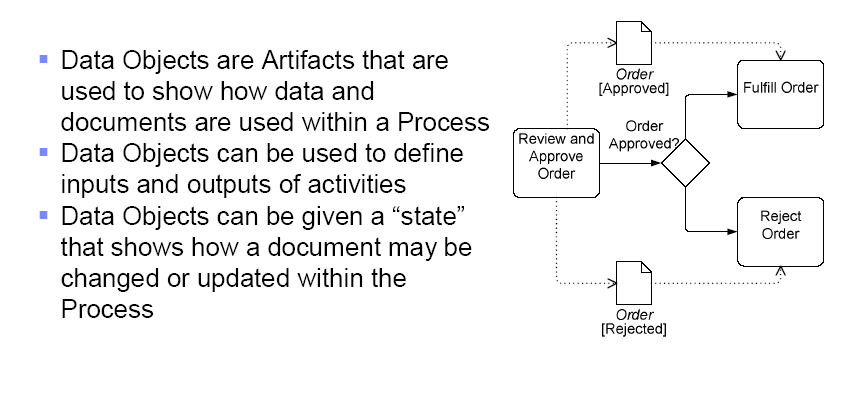 Data Objects are Artifacts that are
used to show how data and
documents are used within a Process
Data Objects can be used to define
inputs and outputs of activities
Data Objects can be given a “state”
that shows how a document may be
changed or updated within the
Process
Order
[Approved]
Fulfill Order
Order
Approved?
Review and
Approve
Order
Reject
Order
Order
[Rejected]